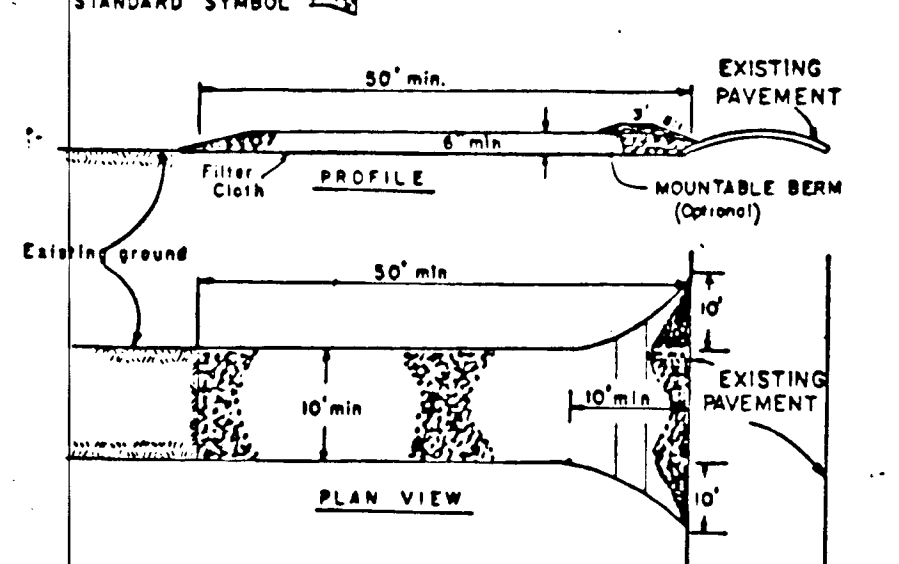 STANDARD SYMBOL
50' min.
EXISTING
PAVEMENT
3'
6" min
Filter
Cloth
PROFILE
MOUNTABLE BERM
(Optional)
Existing ground
50' min
10'
EXISTING
PAVEMENT
10' min
10' min
10'
PLAN VIEW